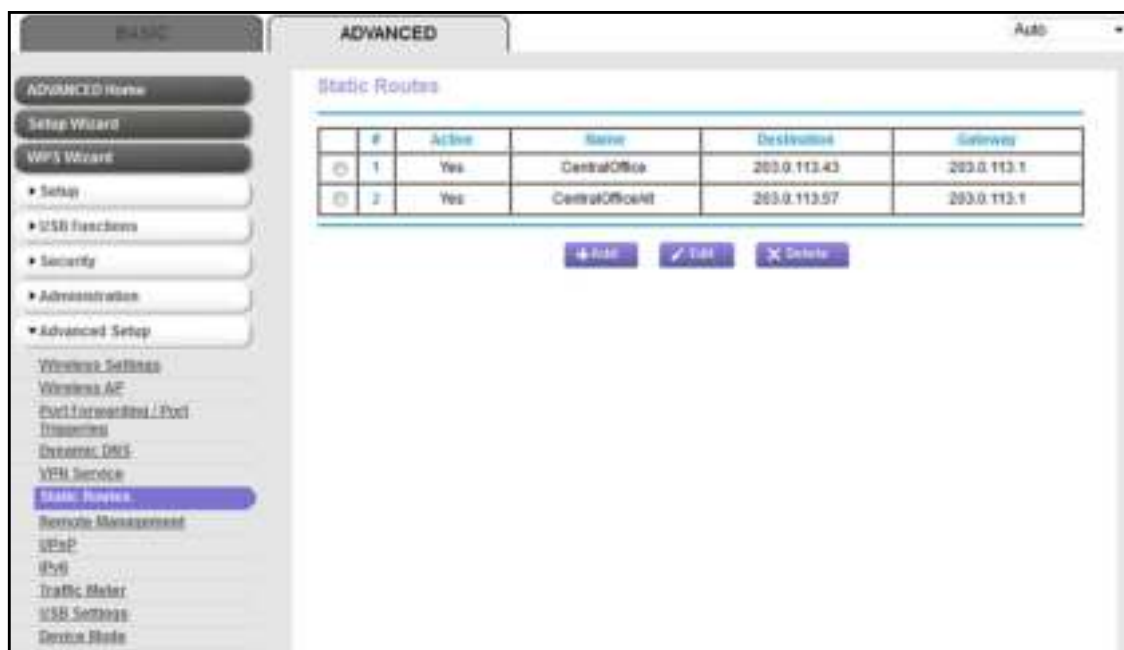 BASIC
ADVANCED
Auto
ADVANCED Home
Setup Wizard
WPS Wizard
Setup
USB Functions
Security
Administration
Advanced Setup
Wireless Settings
Wireless AP
Port Forwarding / Port
Triggering
Dynamic DNS
VPN Service
Static Routes
Remote Management
UPnP
IPv6
Traffic Meter
USB Settings
Device Mode
Static Routes
# Active Name Destination Gateway
1 Yes CentralOffice 203.0.113.43 203.0.113.1
2 Yes CentralOfficeAlt 203.0.113.57 203.0.113.1
Add Edit Delete